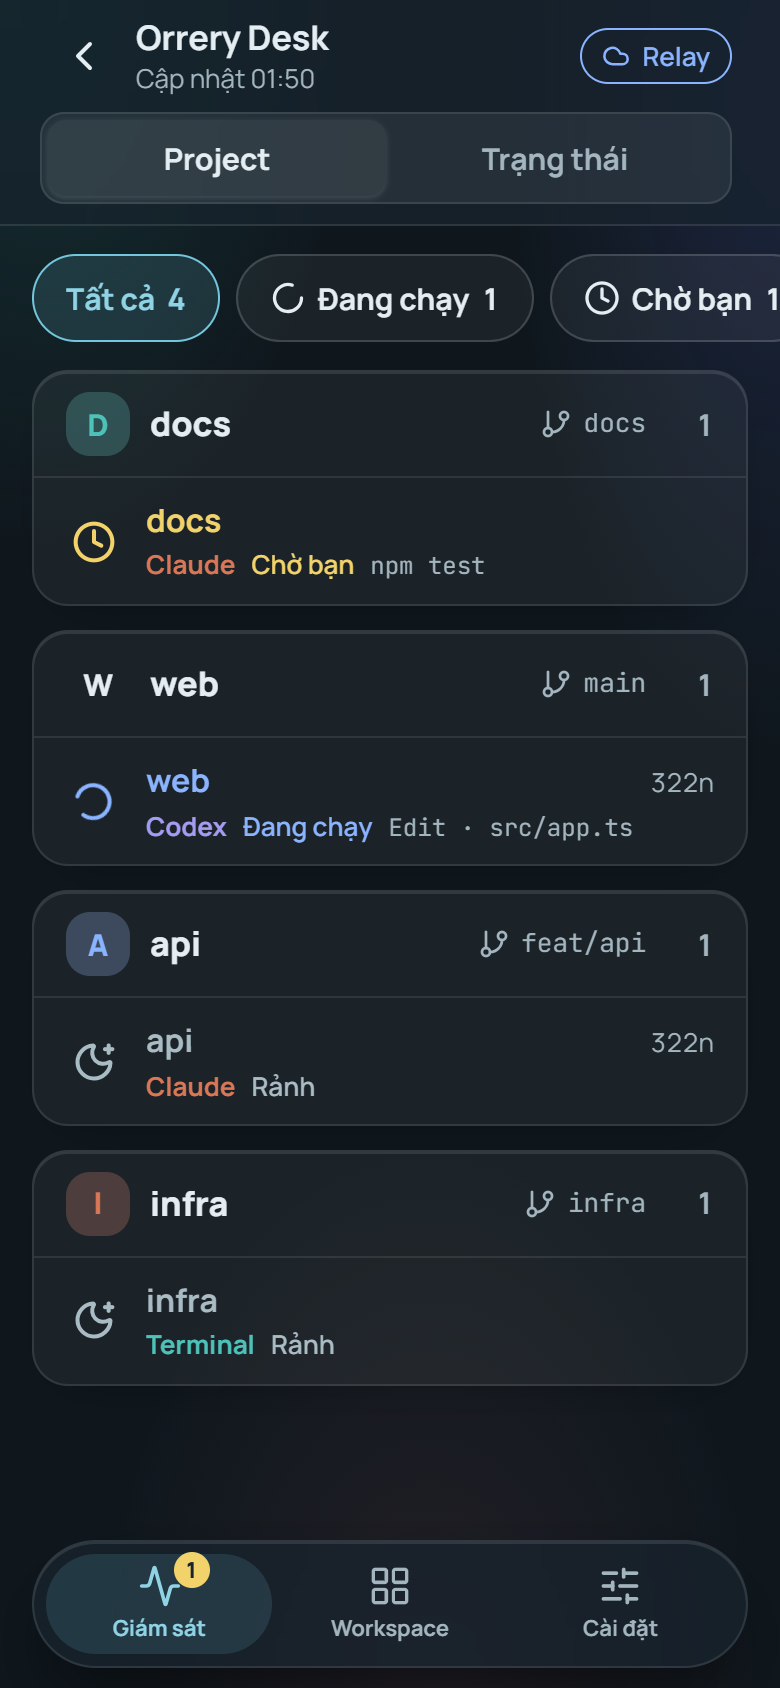 Orrery Desk
Cập nhật 01:50
Relay
Project
Trạng thái
Tất cả 4
Đang chạy 1
Chờ bạn 1
D docs docs 1
docs
Claude Chờ bạn npm test
W web main 1
web 322n
Codex Đang chạy Edit · src/app.ts
A api feat/api 1
api 322n
Claude Rảnh
I infra infra 1
infra
Terminal Rảnh
1
Giám sát
Workspace
Cài đặt